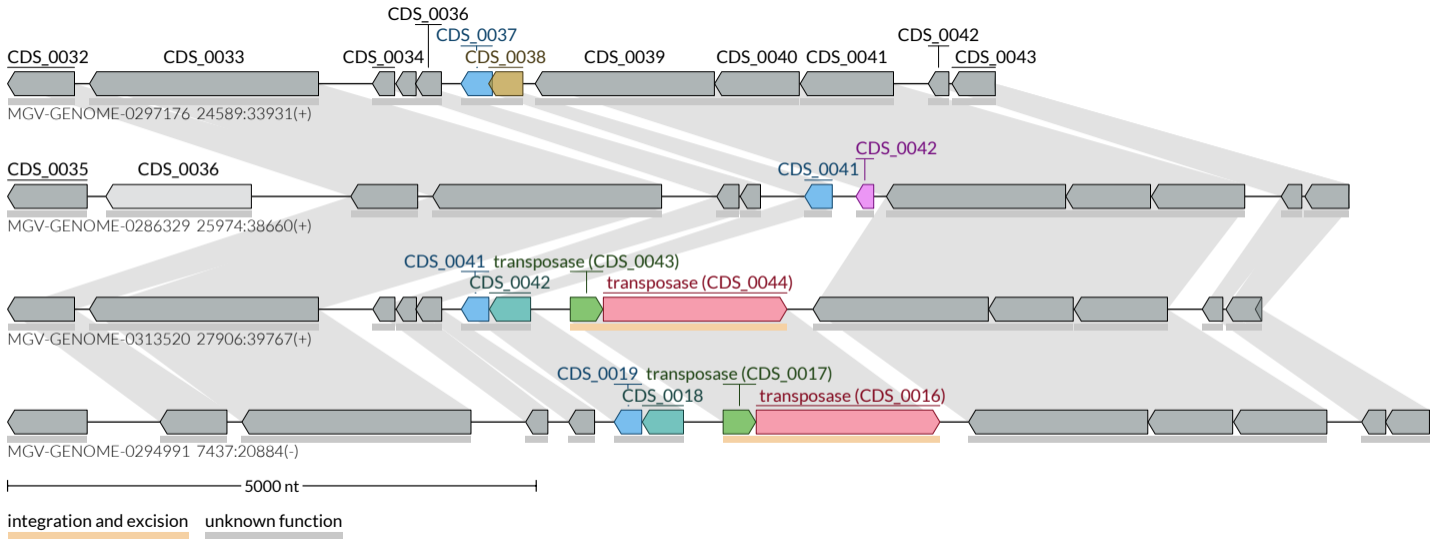 CDS_0036
CDS_0037 CDS_0042
CDS_0032 CDS_0033 CDS_0034 CDS_0038 CDS_0039 CDS_0040 CDS_0041 CDS_0043
MGV-GENOME-0297176 24589:33931(+)
CDS_0042
CDS_0035 CDS_0036 CDS_0041
MGV-GENOME-0286329 25974:38660(+)
CDS_0041 transposase (CDS_0043)
CDS_0042 transposase (CDS_0044)
MGV-GENOME-0313520 27906:39767(+)
CDS_0019 transposase (CDS_0017)
CDS_0018 transposase (CDS_0016)
MGV-GENOME-0294991 7437:20884(-)
5000 nt
integration and excision unknown function